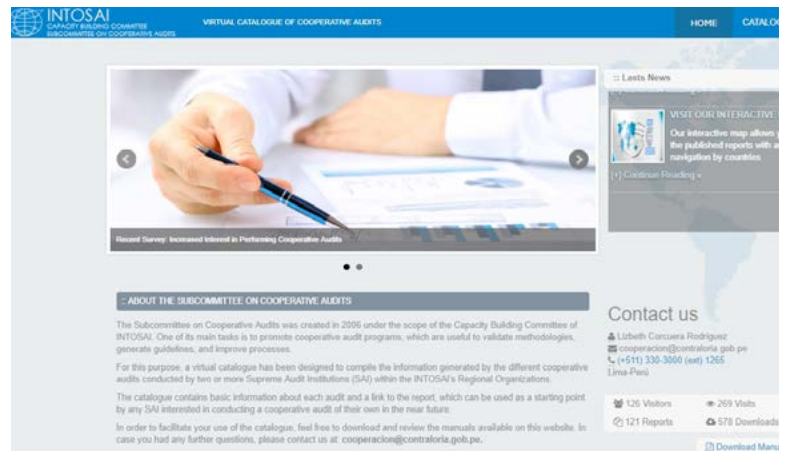 INTOSAI
CAPACITY BUILDING COMMITTEE
SUBCOMMITTEE ON COOPERATIVE AUDITS
VIRTUAL CATALOGUE OF COOPERATIVE AUDITS
HOME
CATALO
:: Lasts News
VISIT OUR INTERACTIVE
Our interactive map allows y
the published reports with a
navigation by countries
[+] Continue Reading »
Recent Survey: Increased Interest in Performing Cooperative Audits
:: ABOUT THE SUBCOMMITTEE ON COOPERATIVE AUDITS
The Subcommittee on Cooperative Audits was created in 2006 under the scope of the Capacity Building Committee of
INTOSAI. One of its main tasks is to promote cooperative audit programs, which are useful to validate methodologies,
generate guidelines, and improve processes.
For this purpose, a virtual catalogue has been designed to compile the information generated by the different cooperative
audits conducted by two or more Supreme Audit Institutions (SAI) within the INTOSAI's Regional Organizations.
The catalogue contains basic information about each audit and a link to the report, which can be used as a starting point
by any SAI interested in conducting a cooperative audit of their own in the near future.
In order to facilitate your use of the catalogue, feel free to download and review the manuals available on this website. In
case you had any further questions, please contact us at cooperacion@contraloria.gob.pe.
Contact us
Lizbeth Carcuera Rodriguez
cooperacion@contraloria.gob.pe
(+511) 330-3000 (ext) 1265
Lima-Perú
126 Visitors
269 Visits
121 Reports
578 Downloads
Download Manu